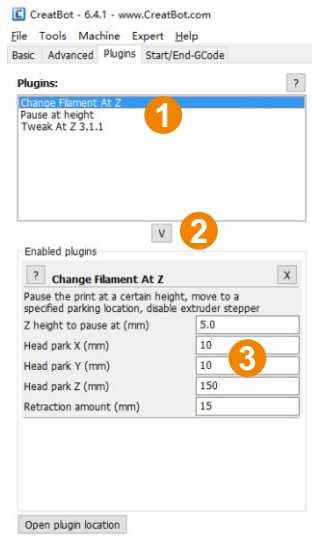 CreatBot - 6.4.1 - www.CreatBot.com
File Tools Machine Expert Help
Basic Advanced Plugins Start/End-GCode
Plugins: ?
Change Filament At Z
Pause at height
Tweak At Z 3.1.1
1
V 2
Enabled plugins
? Change Filament At Z X
Pause the print at a certain height, move to a
specified parking location, disable extruder stepper
Z height to pause at (mm) 5.0
Head park X (mm) 10
Head park Y (mm) 10
3
Head park Z (mm) 150
Retraction amount (mm) 15
Open plugin location